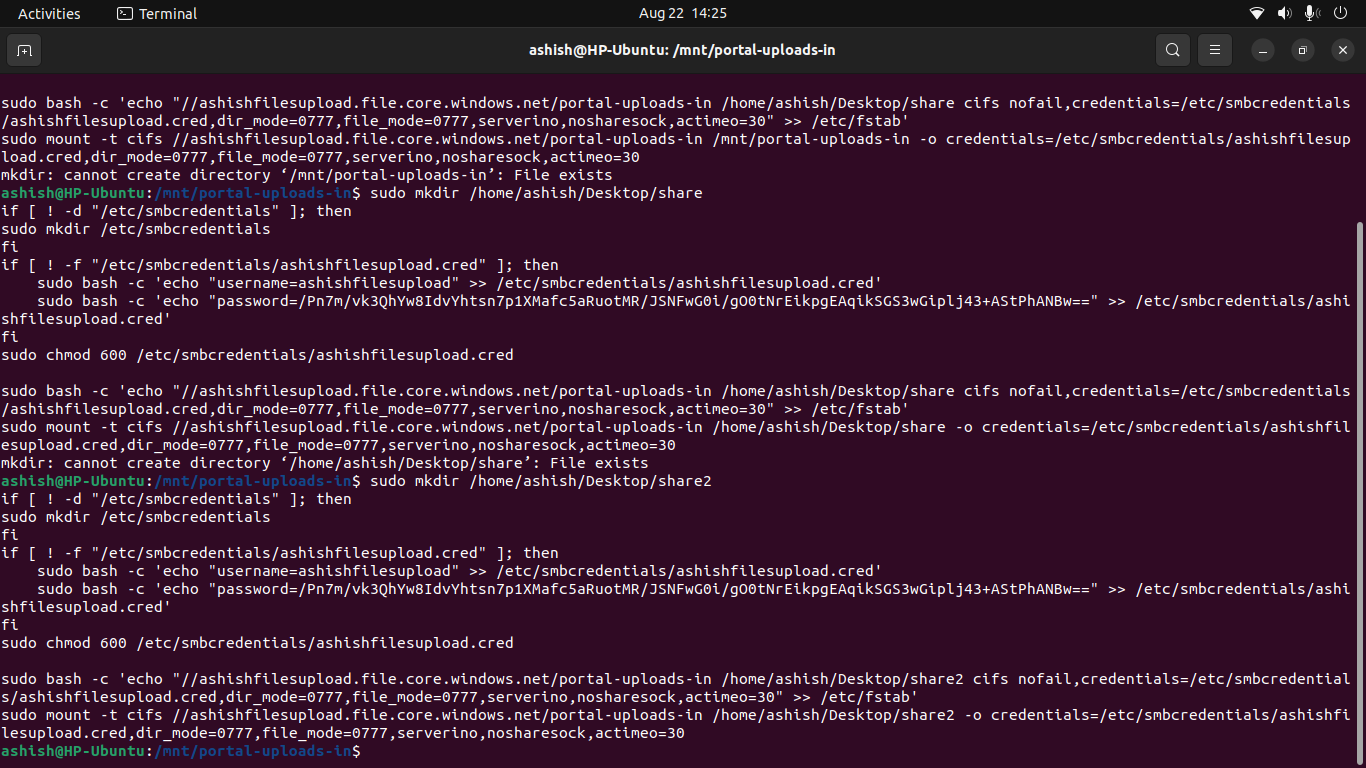 Activities
Terminal
Aug 22 14:25
ashish@HP-Ubuntu: /mnt/portal-uploads-in
sudo bash -c 'echo "//ashishfilesupload.file.core.windows.net/portal-uploads-in /home/ashish/Desktop/share cifs nofail,credentials=/etc/smbcredentials
/ashishfilesupload.cred,dir_mode=0777,file_mode=0777,serverino,nosharesock,actimeo=30" >> /etc/fstab'
sudo mount -t cifs //ashishfilesupload.file.core.windows.net/portal-uploads-in /mnt/portal-uploads-in -o credentials=/etc/smbcredentials/ashishfilesup
load.cred,dir_mode=0777,file_mode=0777,serverino,nosharesock,actimeo=30
mkdir: cannot create directory ‘/mnt/portal-uploads-in’: File exists
ashish@HP-Ubuntu:/mnt/portal-uploads-in$ sudo mkdir /home/ashish/Desktop/share
if [ ! -d "/etc/smbcredentials" ]; then
sudo mkdir /etc/smbcredentials
fi
if [ ! -f "/etc/smbcredentials/ashishfilesupload.cred" ]; then
    sudo bash -c 'echo "username=ashishfilesupload" >> /etc/smbcredentials/ashishfilesupload.cred'
    sudo bash -c 'echo "password=/Pn7m/vk3QhYw8IdvYhtsn7p1XMafc5aRuotMR/JSNFwG0i/gO0tNrEikpgEAqikSGS3wGiplj43+AStPhANBw==" >> /etc/smbcredentials/ashi
shfilesupload.cred'
fi
sudo chmod 600 /etc/smbcredentials/ashishfilesupload.cred
sudo bash -c 'echo "//ashishfilesupload.file.core.windows.net/portal-uploads-in /home/ashish/Desktop/share cifs nofail,credentials=/etc/smbcredentials
/ashishfilesupload.cred,dir_mode=0777,file_mode=0777,serverino,nosharesock,actimeo=30" >> /etc/fstab'
sudo mount -t cifs //ashishfilesupload.file.core.windows.net/portal-uploads-in /home/ashish/Desktop/share -o credentials=/etc/smbcredentials/ashishfil
esupload.cred,dir_mode=0777,file_mode=0777,serverino,nosharesock,actimeo=30
mkdir: cannot create directory ‘/home/ashish/Desktop/share’: File exists
ashish@HP-Ubuntu:/mnt/portal-uploads-in$ sudo mkdir /home/ashish/Desktop/share2
if [ ! -d "/etc/smbcredentials" ]; then
sudo mkdir /etc/smbcredentials
fi
if [ ! -f "/etc/smbcredentials/ashishfilesupload.cred" ]; then
    sudo bash -c 'echo "username=ashishfilesupload" >> /etc/smbcredentials/ashishfilesupload.cred'
    sudo bash -c 'echo "password=/Pn7m/vk3QhYw8IdvYhtsn7p1XMafc5aRuotMR/JSNFwG0i/gO0tNrEikpgEAqikSGS3wGiplj43+AStPhANBw==" >> /etc/smbcredentials/ashi
shfilesupload.cred'
fi
sudo chmod 600 /etc/smbcredentials/ashishfilesupload.cred
sudo bash -c 'echo "//ashishfilesupload.file.core.windows.net/portal-uploads-in /home/ashish/Desktop/share2 cifs nofail,credentials=/etc/smbcredential
s/ashishfilesupload.cred,dir_mode=0777,file_mode=0777,serverino,nosharesock,actimeo=30" >> /etc/fstab'
sudo mount -t cifs //ashishfilesupload.file.core.windows.net/portal-uploads-in /home/ashish/Desktop/share2 -o credentials=/etc/smbcredentials/ashishfi
lesupload.cred,dir_mode=0777,file_mode=0777,serverino,nosharesock,actimeo=30
ashish@HP-Ubuntu:/mnt/portal-uploads-in$